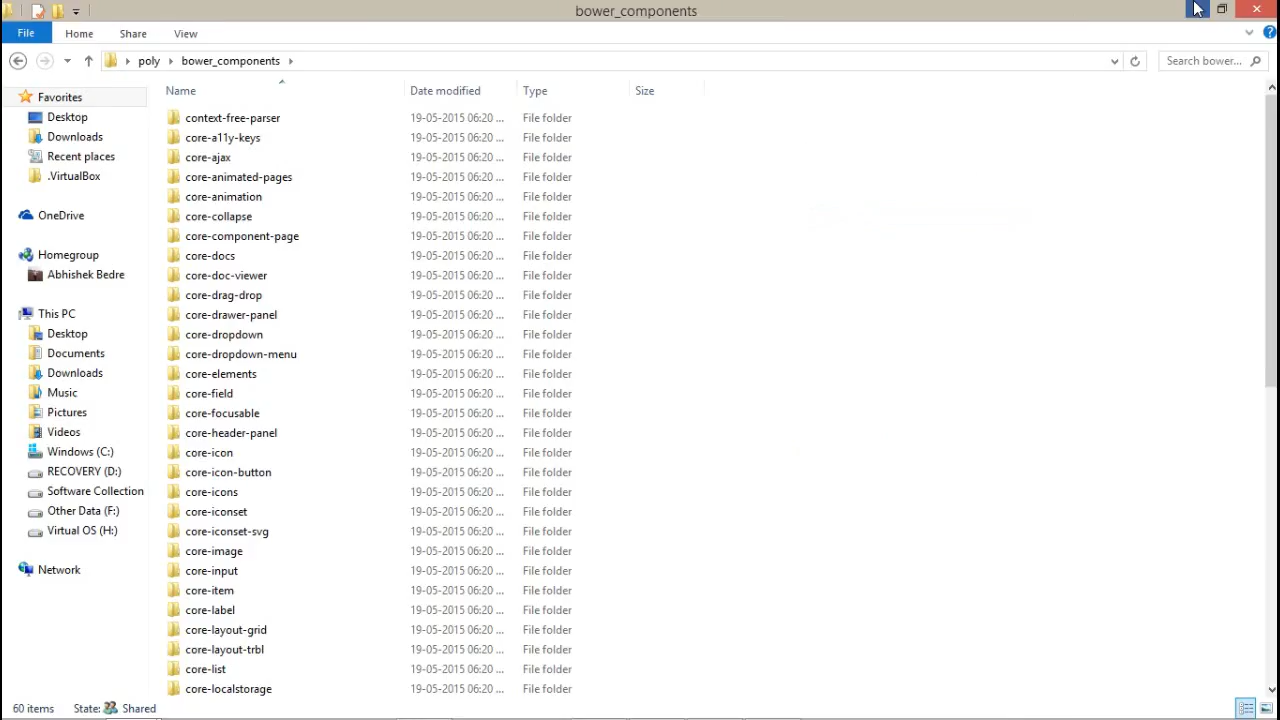 bower_components
File
Home
Share
View
poly
bower_components
Search bower...
Name
Date modified
Type
Size
Favorites
Desktop
Downloads
Recent places
.VirtualBox
OneDrive
Homegroup
Abhishek Bedre
This PC
Desktop
Documents
Downloads
Music
Pictures
Videos
Windows (C:)
RECOVERY (D:)
Software Collection
Other Data (F:)
Virtual OS (H:)
Network
context-free-parser 19-05-2015 06:20 ... File folder
core-a11y-keys 19-05-2015 06:20 ... File folder
core-ajax 19-05-2015 06:20 ... File folder
core-animated-pages 19-05-2015 06:20 ... File folder
core-animation 19-05-2015 06:20 ... File folder
core-collapse 19-05-2015 06:20 ... File folder
core-component-page 19-05-2015 06:20 ... File folder
core-docs 19-05-2015 06:20 ... File folder
core-doc-viewer 19-05-2015 06:20 ... File folder
core-drag-drop 19-05-2015 06:20 ... File folder
core-drawer-panel 19-05-2015 06:20 ... File folder
core-dropdown 19-05-2015 06:20 ... File folder
core-dropdown-menu 19-05-2015 06:20 ... File folder
core-elements 19-05-2015 06:20 ... File folder
core-field 19-05-2015 06:20 ... File folder
core-focusable 19-05-2015 06:20 ... File folder
core-header-panel 19-05-2015 06:20 ... File folder
core-icon 19-05-2015 06:20 ... File folder
core-icon-button 19-05-2015 06:20 ... File folder
core-icons 19-05-2015 06:20 ... File folder
core-iconset 19-05-2015 06:20 ... File folder
core-iconset-svg 19-05-2015 06:20 ... File folder
core-image 19-05-2015 06:20 ... File folder
core-input 19-05-2015 06:20 ... File folder
core-item 19-05-2015 06:20 ... File folder
core-label 19-05-2015 06:20 ... File folder
core-layout-grid 19-05-2015 06:20 ... File folder
core-layout-trbl 19-05-2015 06:20 ... File folder
core-list 19-05-2015 06:20 ... File folder
core-localstorage 19-05-2015 06:20 ... File folder
60 items State: Shared